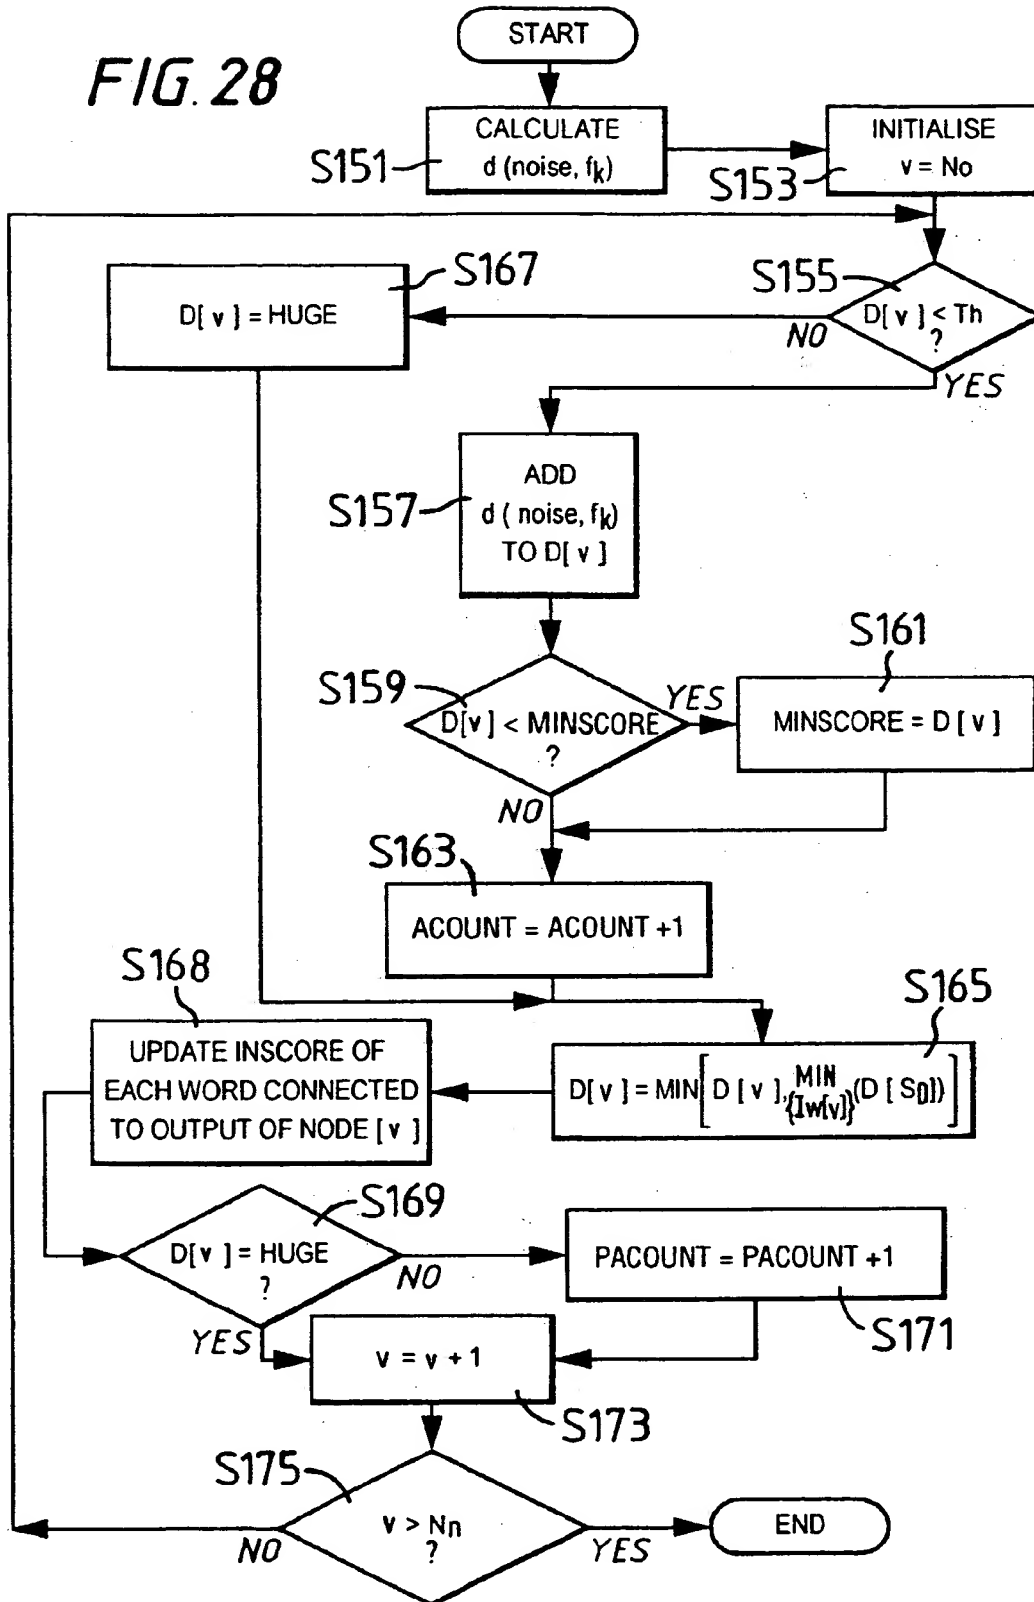 FIG. 28
START
CALCULATE
d (noise, fk)
S151
INITIALISE
v = No
S153
S155
D[ v ] < Th
?
NO
YES
S167
D[ v ] = HUGE
ADD
d ( noise, fk)
TO D[ v ]
S157
S159
D[v] < MINSCORE
?
YES
NO
S161
MINSCORE = D [ v ]
S163
ACOUNT = ACOUNT +1
S165
D[v] = MIN[ D [ v ], MIN (D [ S0])]
{Iw[v]}
S168
UPDATE INSCORE OF
EACH WORD CONNECTED
TO OUTPUT OF NODE [ v ]
S169
D[v] = HUGE
?
NO
YES
PACOUNT = PACOUNT +1
S171
v = v + 1
S173
S175
v > Nn
?
NO
YES
END